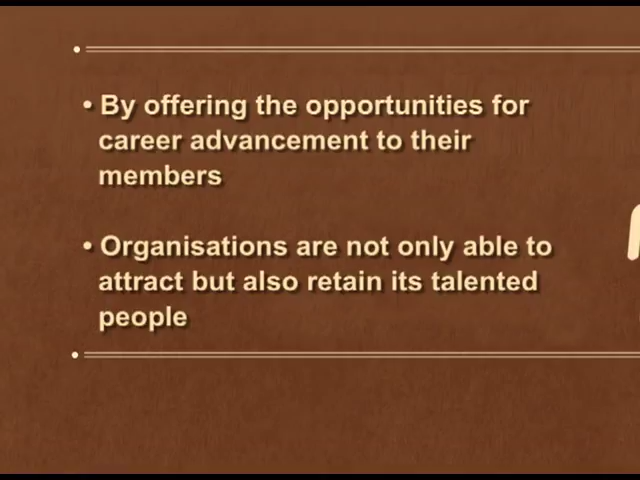 • By offering the opportunities for
career advancement to their
members
• Organisations are not only able to
attract but also retain its talented
people